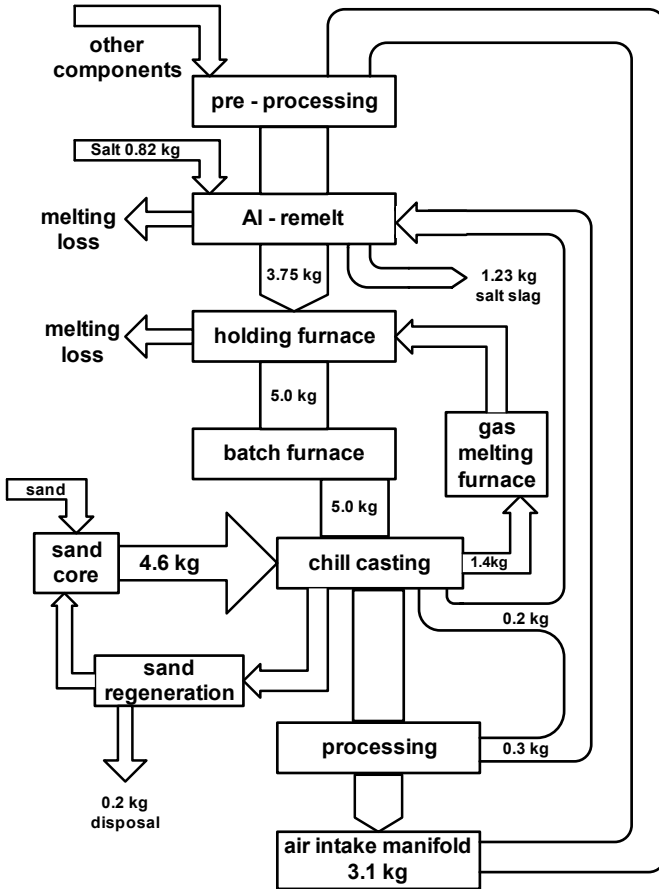 other
components
pre - processing
Salt 0.82 kg
melting
loss
Al - remelt
3.75 kg
1.23 kg
salt slag
melting
loss
holding furnace
5.0 kg
batch furnace
gas
melting
furnace
sand
5.0 kg
sand
core
4.6 kg
chill casting
1.4kg
0.2 kg
sand
regeneration
processing
0.3 kg
0.2 kg
disposal
air intake manifold
3.1 kg